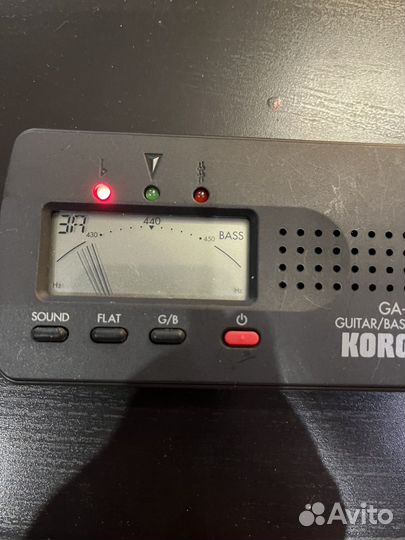 ♭ ♯
3A 440 BASS
430 450
Hz Hz
SOUND FLAT G/B
GA-
GUITAR/BAS
KORG
Avito